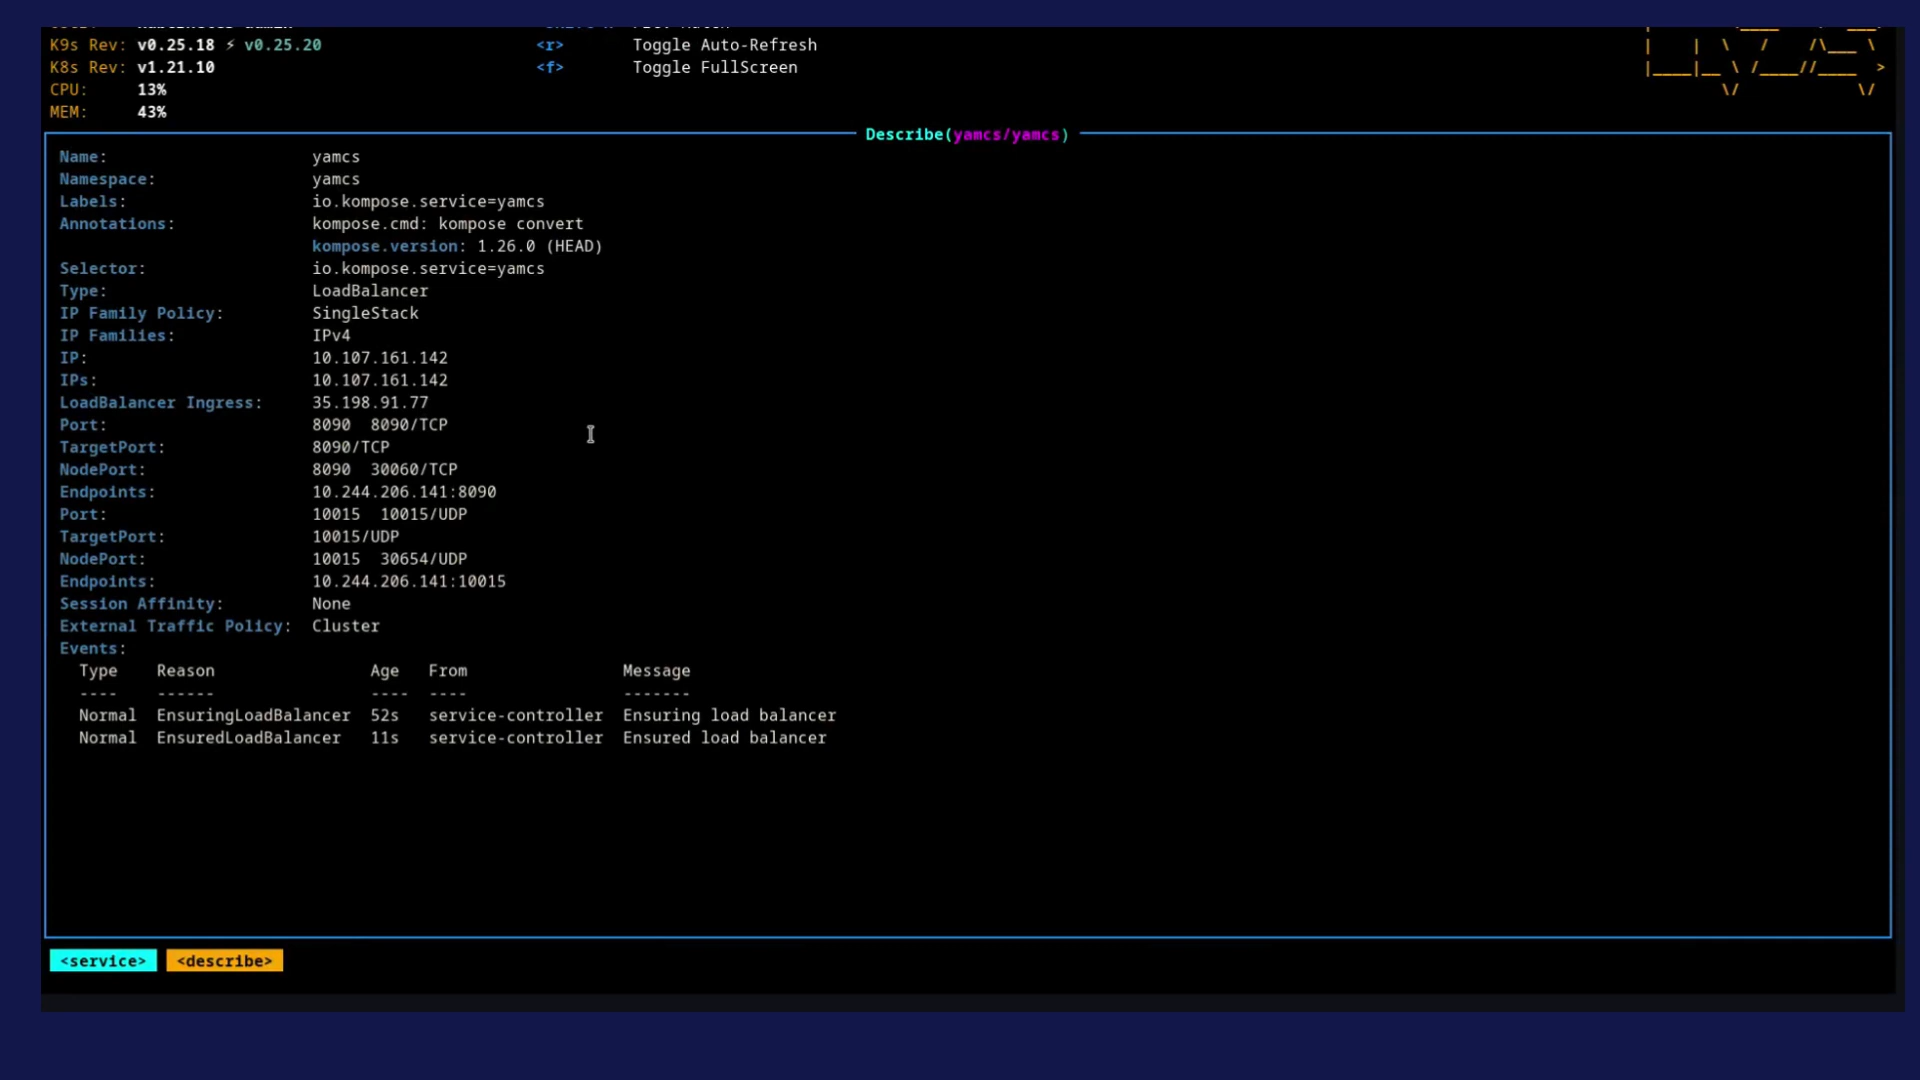 K9s Rev: v0.25.18 ⚡ v0.25.20 <r> Toggle Auto-Refresh
K8s Rev: v1.21.10 <f> Toggle FullScreen
CPU: 13%
MEM: 43%
Describe(yamcs/yamcs)
Name: yamcs
Namespace: yamcs
Labels: io.kompose.service=yamcs
Annotations: kompose.cmd: kompose convert
kompose.version: 1.26.0 (HEAD)
Selector: io.kompose.service=yamcs
Type: LoadBalancer
IP Family Policy: SingleStack
IP Families: IPv4
IP: 10.107.161.142
IPs: 10.107.161.142
LoadBalancer Ingress: 35.198.91.77
Port: 8090 8090/TCP
TargetPort: 8090/TCP
NodePort: 8090 30060/TCP
Endpoints: 10.244.206.141:8090
Port: 10015 10015/UDP
TargetPort: 10015/UDP
NodePort: 10015 30654/UDP
Endpoints: 10.244.206.141:10015
Session Affinity: None
External Traffic Policy: Cluster
Events:
Type Reason Age From Message
---- ------ ---- ---- -------
Normal EnsuringLoadBalancer 52s service-controller Ensuring load balancer
Normal EnsuredLoadBalancer 11s service-controller Ensured load balancer
<service> <describe>